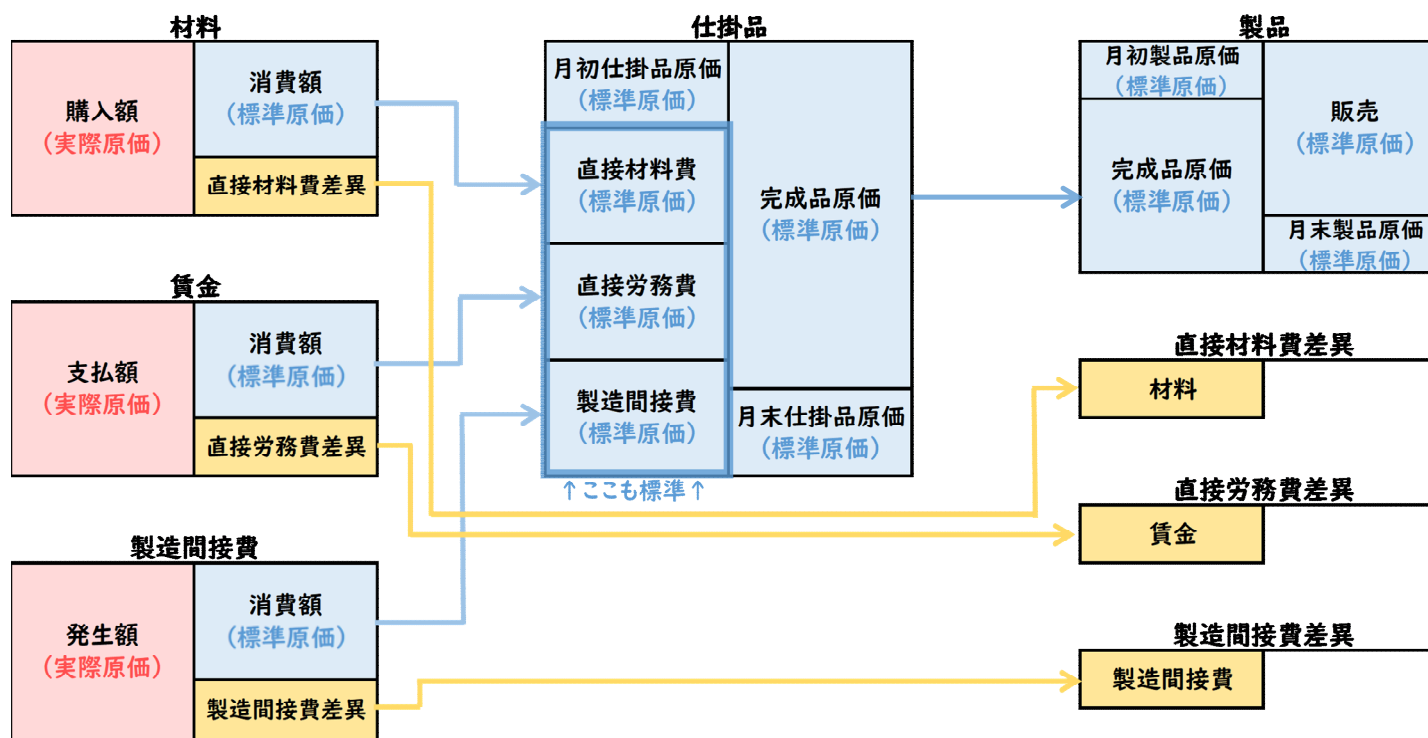 材料
購入額
(実際原価)
消費額
(標準原価)
直接材料費差異
賃金
支払額
(実際原価)
消費額
(標準原価)
直接労務費差異
製造間接費
発生額
(実際原価)
消費額
(標準原価)
製造間接費差異
仕掛品
月初仕掛品原価
(標準原価)
直接材料費
(標準原価)
直接労務費
(標準原価)
製造間接費
(標準原価)
↑ここも標準↑
完成品原価
(標準原価)
月末仕掛品原価
(標準原価)
製品
月初製品原価
(標準原価)
完成品原価
(標準原価)
販売
(標準原価)
月末製品原価
(標準原価)
直接材料費差異
材料
直接労務費差異
賃金
製造間接費差異
製造間接費